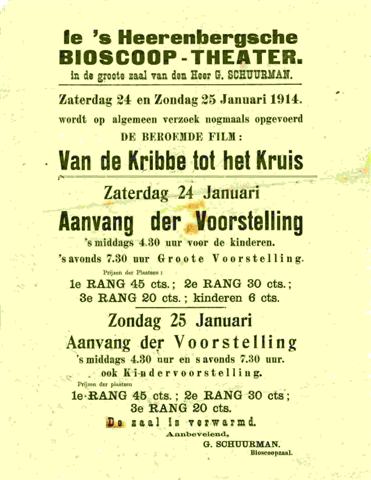 1e 's Heerenbergsche
BIOSCOOP-THEATER.
in de groote zaal van den Heer G. SCHUURMAN.
Zaterdag 24 en Zondag 25 Januari 1914.
wordt op algemeen verzoek nogmaals opgevoerd
DE BEROEMDE FILM:
Van de Kribbe tot het Kruis
Zaterdag 24 Januari
Aanvang der Voorstelling
's middags 4.30 uur voor de kinderen.
's avonds 7.30 uur Groote Voorstelling.
Prijzen der Plaatsen:
1e RANG 45 cts.; 2e RANG 30 cts.;
3e RANG 20 cts.; kinderen 6 cts.
Zondag 25 Januari
Aanvang der Voorstelling
's middags 4.30 uur en s avonds 7.30 uur.
ook Kindervoorstelling.
Prijzen der plaatsen
1e RANG 45 cts.; 2e RANG 30 cts;
3e RANG 20 cts.
De zaal is verwarmd.
Aanbevelend,
G. SCHUURMAN.
Bioscoopzaal.